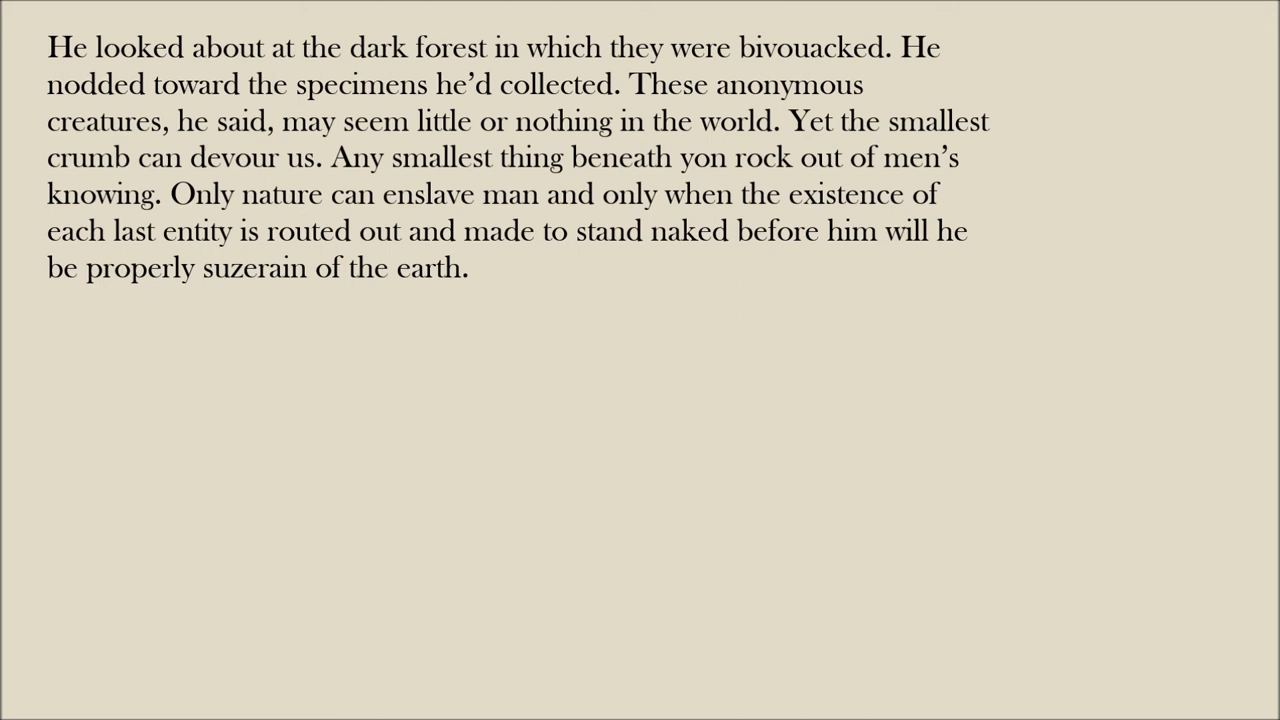 He looked about at the dark forest in which they were bivouacked. He
nodded toward the specimens he’d collected. These anonymous
creatures, he said, may seem little or nothing in the world. Yet the smallest
crumb can devour us. Any smallest thing beneath yon rock out of men’s
knowing. Only nature can enslave man and only when the existence of
each last entity is routed out and made to stand naked before him will he
be properly suzerain of the earth.